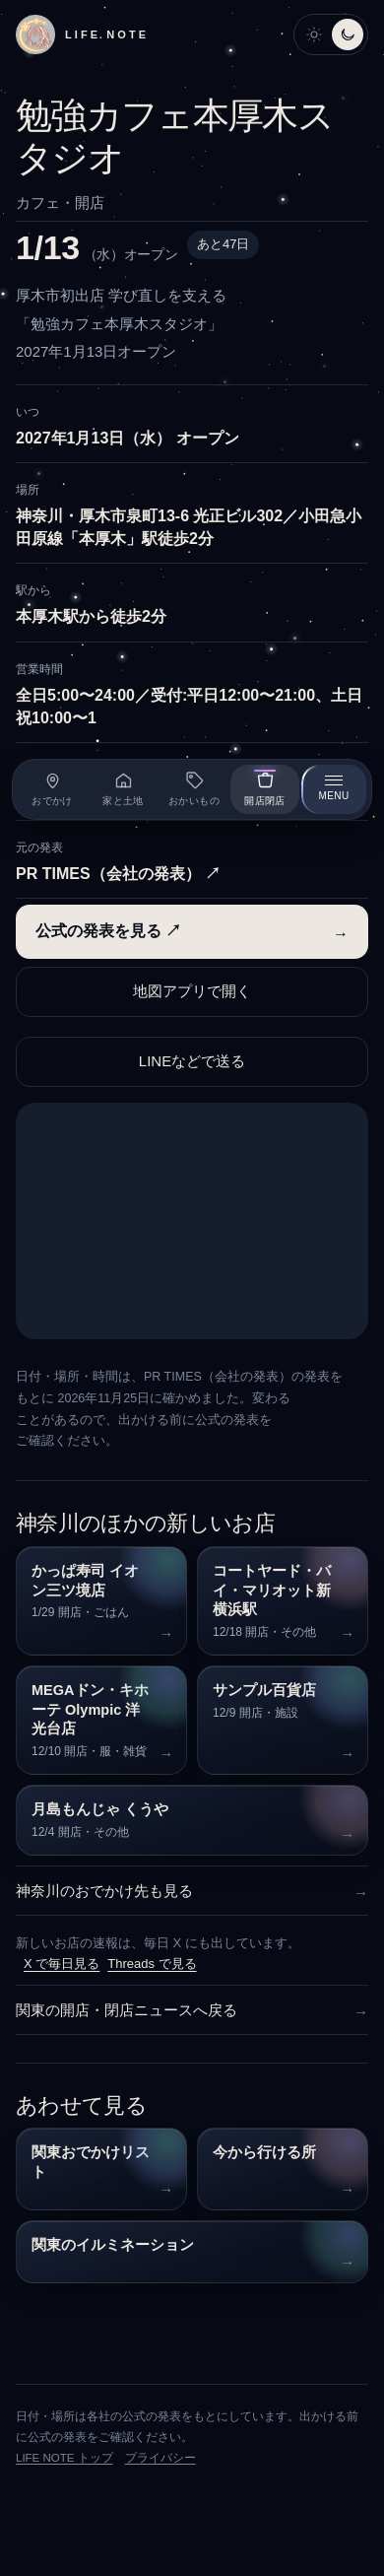 LIFE NOTE
勉強カフェ本厚木ス
タジオ
カフェ・開店
1/13 （水）オープン あと47日
厚木市初出店 学び直しを支える
「勉強カフェ本厚木スタジオ」
2027年1月13日オープン
いつ
2027年1月13日（水） オープン
場所
神奈川・厚木市泉町13-6 光正ビル302／小田急小
田原線「本厚木」駅徒歩2分
駅から
本厚木駅から徒歩2分
営業時間
全日5:00〜24:00／受付:平日12:00〜21:00、土日
祝10:00〜1
おでかけ 家と土地 おかいもの 開店閉店 MENU
元の発表
PR TIMES（会社の発表）↗
公式の発表を見る ↗ →
地図アプリで開く
LINEなどで送る
日付・場所・時間は、PR TIMES（会社の発表）の発表を
もとに 2026年11月25日に確かめました。変わる
ことがあるので、出かける前に公式の発表を
ご確認ください。
神奈川のほかの新しいお店
かっぱ寿司 イオ
ン三ツ境店
1/29 開店・ごはん →
コートヤード・バ
イ・マリオット新
横浜駅
12/18 開店・その他 →
MEGAドン・キホ
ーテ Olympic 洋
光台店
12/10 開店・服・雑貨 →
サンプル百貨店
12/9 開店・施設
→
月島もんじゃ くうや
12/4 開店・その他 →
神奈川のおでかけ先も見る →
新しいお店の速報は、毎日 X にも出しています。
X で毎日見る Threads で見る
関東の開店・閉店ニュースへ戻る →
あわせて見る
関東おでかけリス
ト →
今から行ける所
→
関東のイルミネーション
→
日付・場所は各社の公式の発表をもとにしています。出かける前
に公式の発表をご確認ください。
LIFE NOTE トップ プライバシー